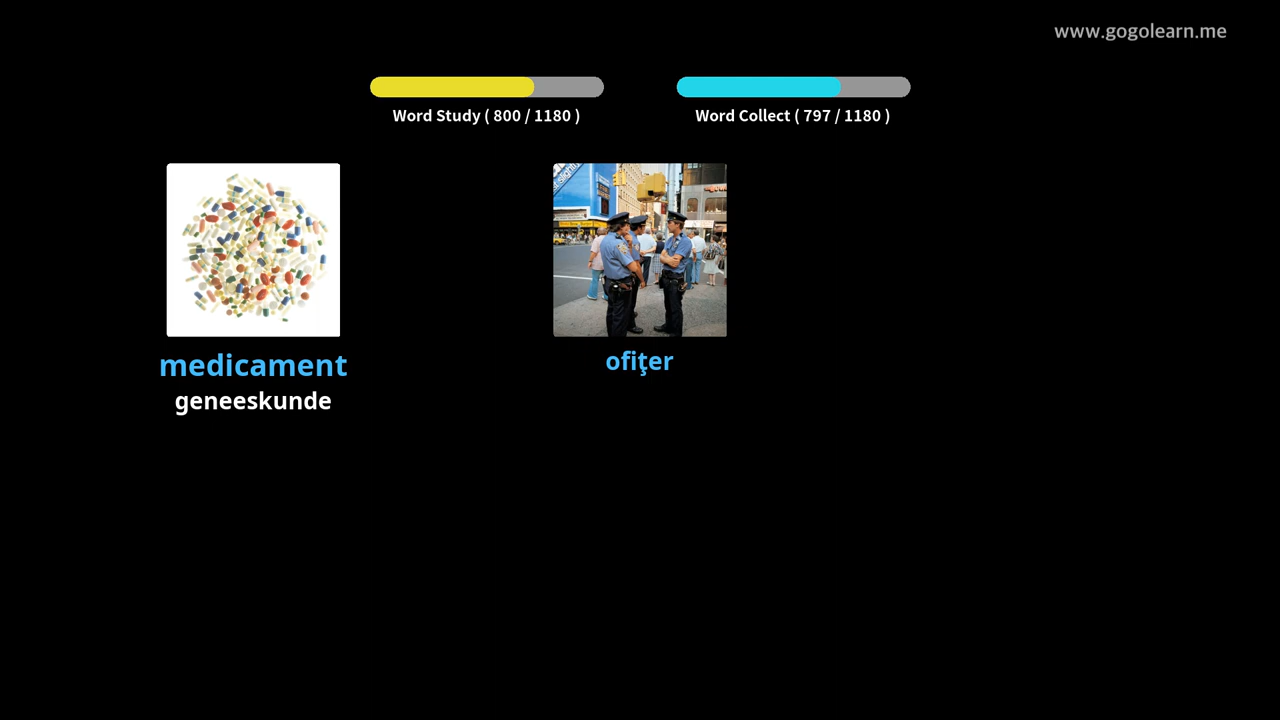 www.gogolearn.me
Word Study ( 800 / 1180 )
Word Collect ( 797 / 1180 )
medicament
geneeskunde
ofiţer